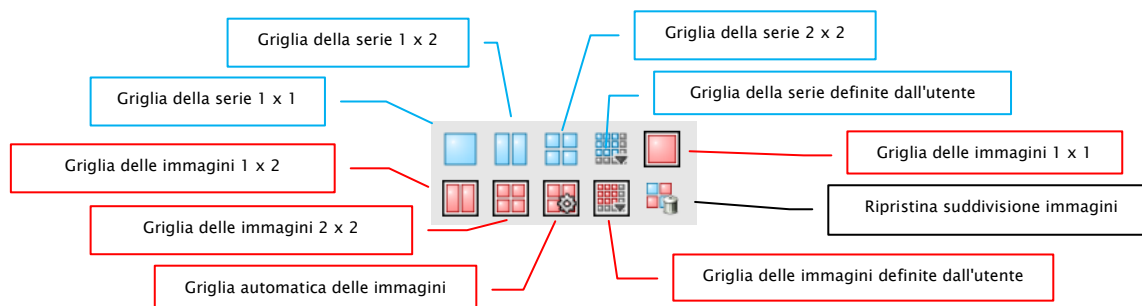 Griglia della serie 1 x 2
Griglia della serie 2 x 2
Griglia della serie 1 x 1
Griglia della serie definite dall'utente
Griglia delle immagini 1 x 2
Griglia delle immagini 1 x 1
Griglia delle immagini 2 x 2
Ripristina suddivisione immagini
Griglia automatica delle immagini
Griglia delle immagini definite dall'utente